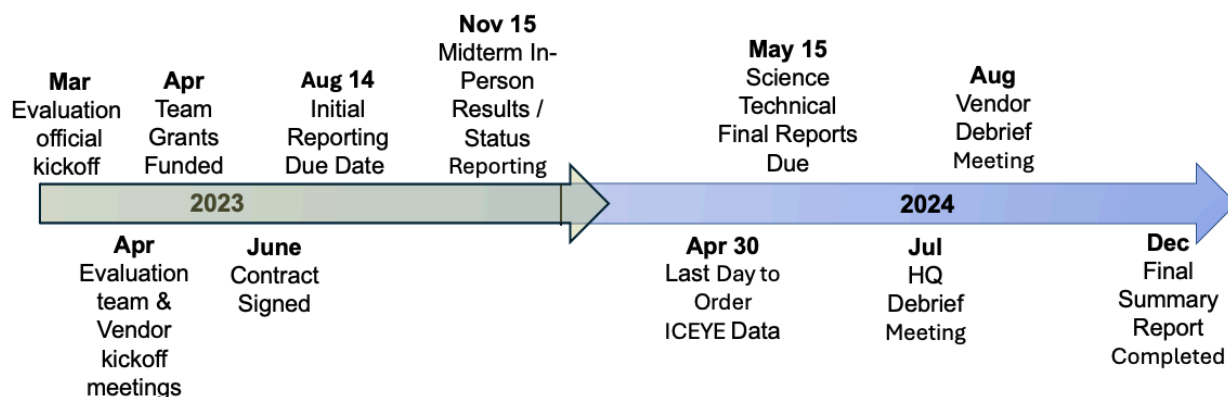 Mar
Evaluation
official
kickoff
Apr
Team
Grants
Funded
Aug 14
Initial
Reporting
Due Date
Nov 15
Midterm In-
Person
Results /
Status
Reporting
May 15
Science
Technical
Final Reports
Due
Aug
Vendor
Debrief
Meeting
2023
2024
Apr
Evaluation
team &
Vendor
kickoff
meetings
June
Contract
Signed
Apr 30
Last Day to
Order
ICEYE Data
Jul
HQ
Debrief
Meeting
Dec
Final
Summary
Report
Completed